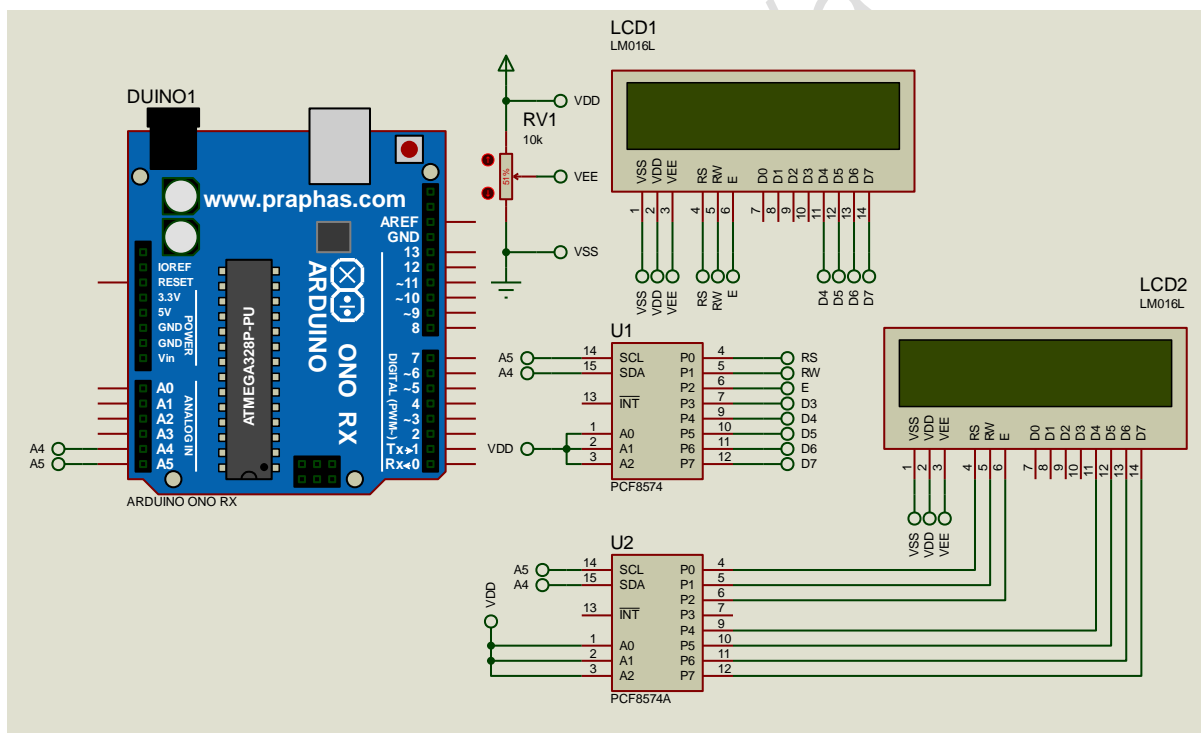 LCD1
LM016L
DUINO1
VDD
RV1
10k
51%
VEE
VSS
VSS VDD VEE RS RW E D0 D1 D2 D3 D4 D5 D6 D7
1 2 3 4 5 6 7 8 9 10 11 12 13 14
VSS VDD VEE RS RW E D4 D5 D6 D7
www.praphas.com
AREF
GND
13
12
~11
~10
~9
8
7
~6
~5
4
~3
2
Tx▸1
Rx◂0
DIGITAL (PWM~)
IOREF
RESET
3.3V
5V
GND
GND
Vin
POWER
A0
A1
A2
A3
A4
A5
ANALOG IN
A4
A5
ATMEGA328P-PU
ARDUINO
ONO RX
ARDUINO ONO RX
U1
A5 14 SCL P0 4 RS
A4 15 SDA P1 5 RW
P2 6 E
13 INT P3 7 D3
P4 9 D4
1 A0 P5 10 D5
VDD 2 A1 P6 11 D6
3 A2 P7 12 D7
PCF8574
LCD2
LM016L
VSS VDD VEE RS RW E D0 D1 D2 D3 D4 D5 D6 D7
1 2 3 4 5 6 7 8 9 10 11 12 13 14
VSS VDD VEE
U2
A5 14 SCL P0 4
A4 15 SDA P1 5
P2 6
VDD
13 INT P3 7
P4 9
1 A0 P5 10
2 A1 P6 11
3 A2 P7 12
PCF8574A